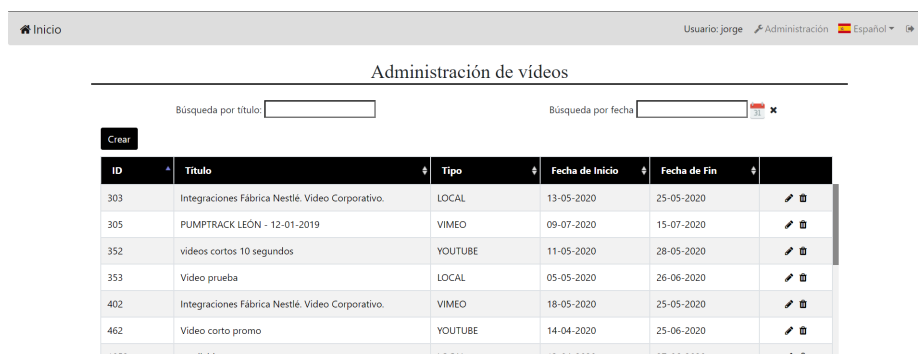 Inicio Usuario: jorge Administración Español
Administración de vídeos
Búsqueda por título: Búsqueda por fecha 31
Crear
ID Título Tipo Fecha de Inicio Fecha de Fin
303 Integraciones Fábrica Nestlé. Video Corporativo. LOCAL 13-05-2020 25-05-2020
305 PUMPTRACK LEÓN - 12-01-2019 VIMEO 09-07-2020 15-07-2020
352 videos cortos 10 segundos YOUTUBE 11-05-2020 28-05-2020
353 Video prueba LOCAL 05-05-2020 26-06-2020
402 Integraciones Fábrica Nestlé. Video Corporativo. VIMEO 18-05-2020 25-05-2020
462 Video corto promo YOUTUBE 14-04-2020 25-06-2020